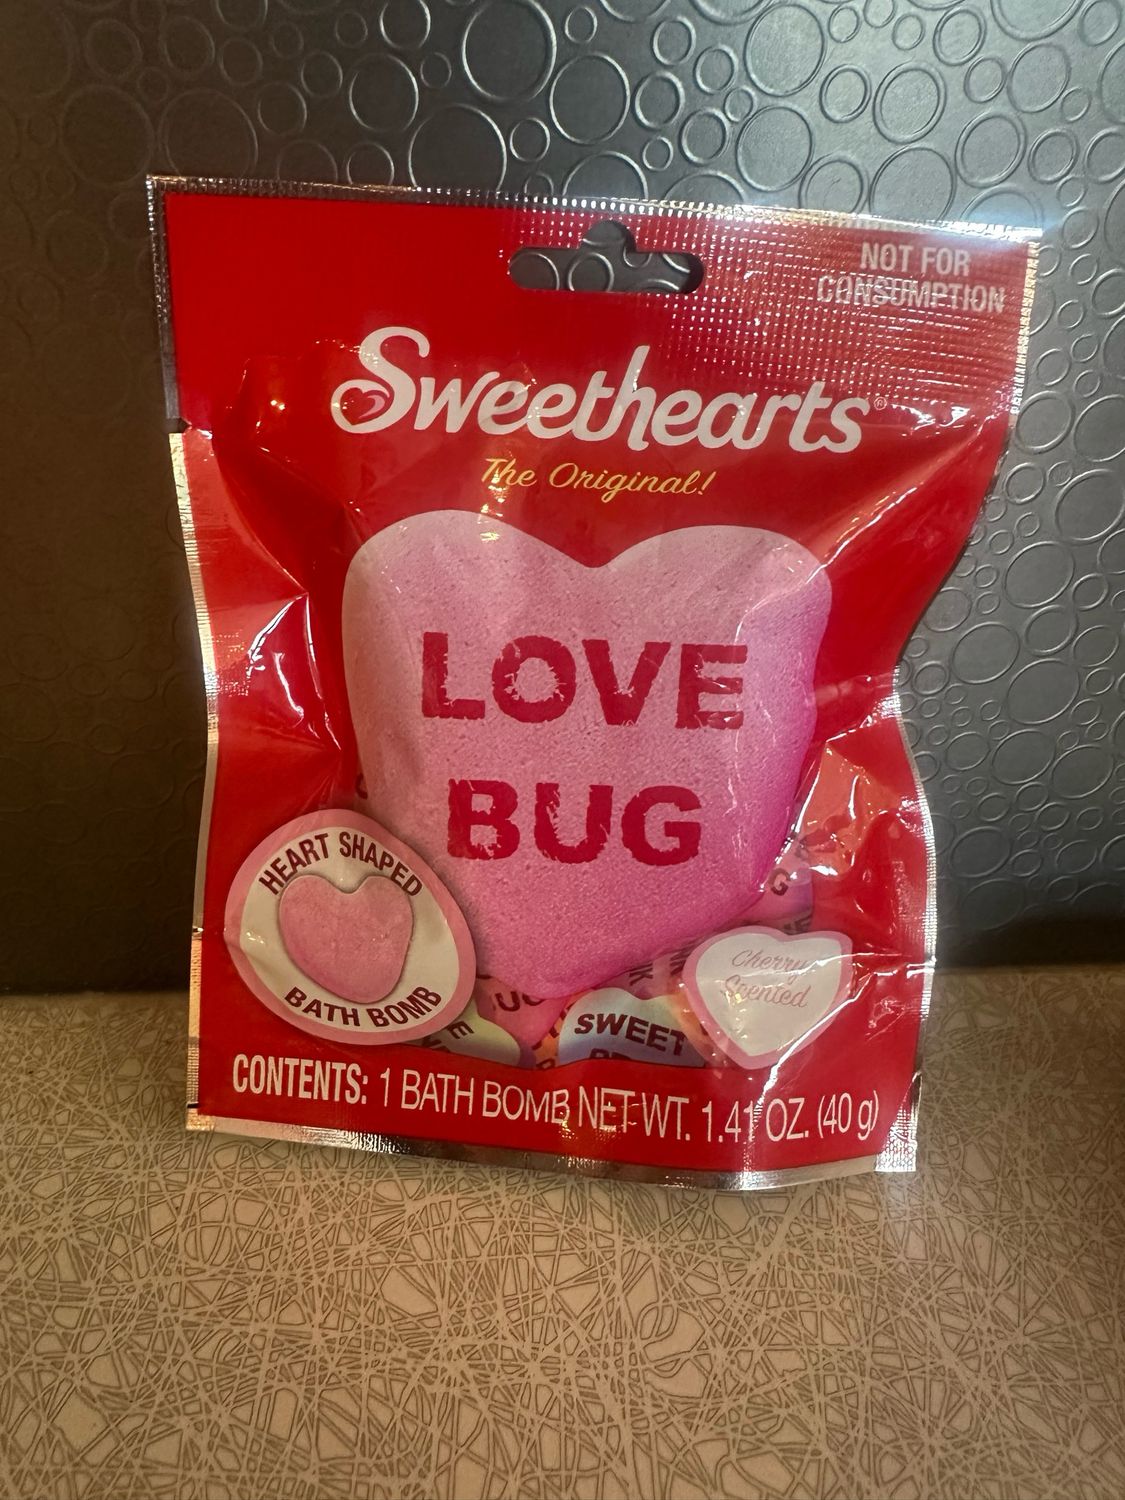 NOT FOR
CONSUMPTION
Sweethearts®
The Original!
LOVE
BUG
HEART SHAPED
BATH BOMB
Cherry
Scented
UG
SWEET
CONTENTS: 1 BATH BOMB NET WT. 1.41 OZ. (40 g)